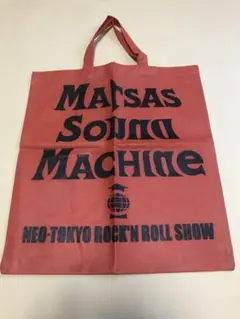 MATSAS
SOUND
MACHINE
NEO-TOKYO ROCK'N ROLL SHOW